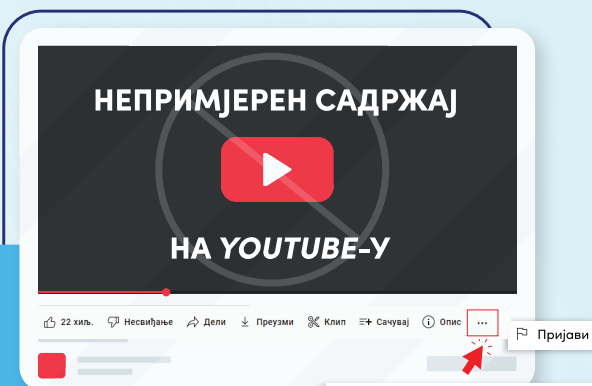 НЕПРИМЈЕРЕН САДРЖАЈ
НА YOUTUBE-У
22 хиљ. Несвиђање Дели Преузми Клип Сачувај Опис ...
Пријави